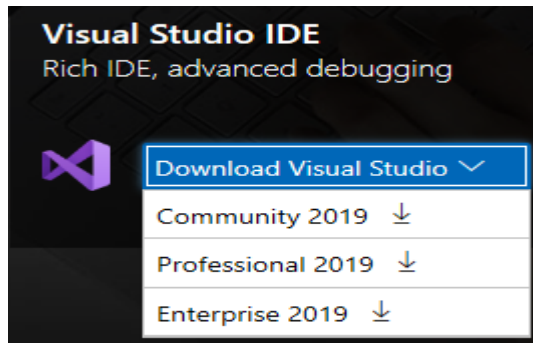 Visual Studio IDE
Rich IDE, advanced debugging
Download Visual Studio
Community 2019
Professional 2019
Enterprise 2019